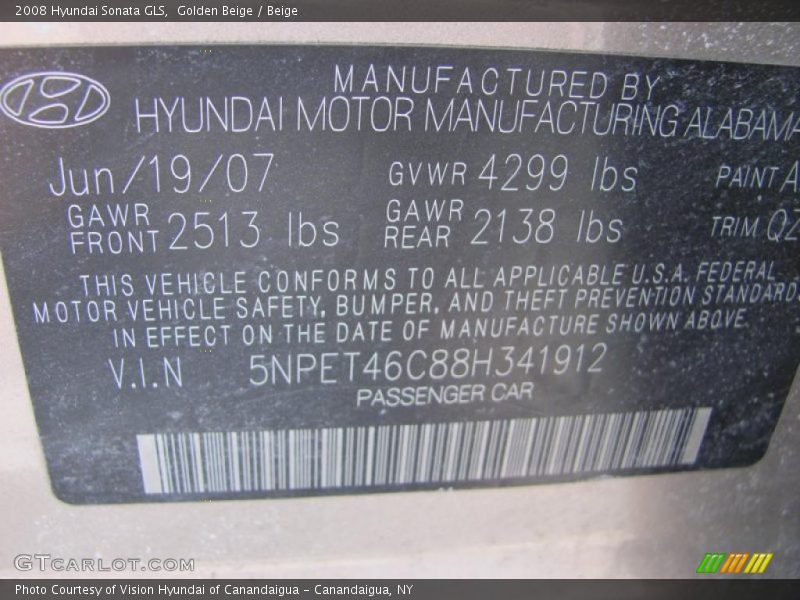 2008 Hyundai Sonata GLS, Golden Beige / Beige
MANUFACTURED BY
HYUNDAI MOTOR MANUFACTURING ALABAMA
Jun/19/07 GVWR 4299 lbs PAINT A
GAWR FRONT 2513 lbs GAWR REAR 2138 lbs TRIM QZ
THIS VEHICLE CONFORMS TO ALL APPLICABLE U.S.A. FEDERAL
MOTOR VEHICLE SAFETY, BUMPER, AND THEFT PREVENTION STANDARDS
IN EFFECT ON THE DATE OF MANUFACTURE SHOWN ABOVE
V.I.N 5NPET46C88H341912
PASSENGER CAR
GTCARLOT.COM
Photo Courtesy of Vision Hyundai of Canandaigua - Canandaigua, NY